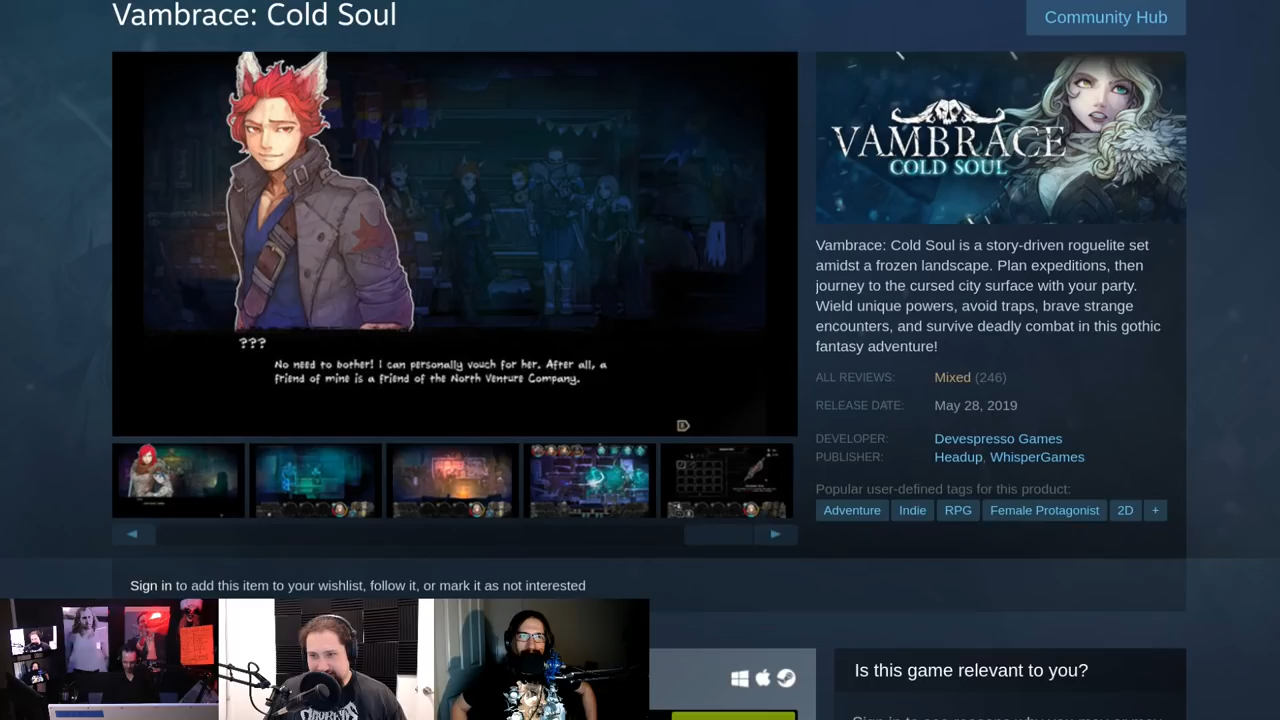 Vambrace: Cold Soul
Community Hub
VAMBRACE
COLD SOUL
???
No need to bother! I can personally vouch for her. After all, a
friend of mine is a friend of the North Venture Company.
Vambrace: Cold Soul is a story-driven roguelite set
amidst a frozen landscape. Plan expeditions, then
journey to the cursed city surface with your party.
Wield unique powers, avoid traps, brave strange
encounters, and survive deadly combat in this gothic
fantasy adventure!
ALL REVIEWS: Mixed (246)
RELEASE DATE: May 28, 2019
DEVELOPER: Devespresso Games
PUBLISHER: Headup, WhisperGames
Popular user-defined tags for this product:
Adventure Indie RPG Female Protagonist 2D +
Sign in to add this item to your wishlist, follow it, or mark it as not interested
Is this game relevant to you?